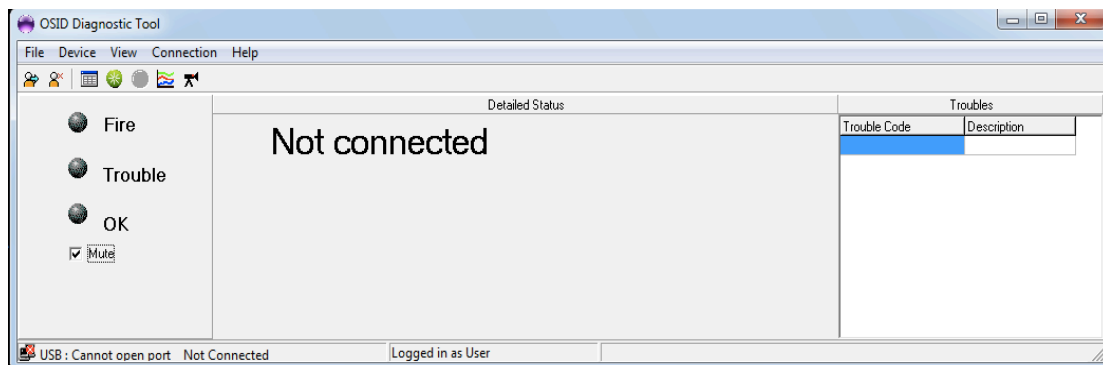 OSID Diagnostic Tool
File Device View Connection Help
Detailed Status
Troubles
Fire
Not connected
Trouble Code Description
Trouble
OK
Mute
USB : Cannot open port Not Connected
Logged in as User